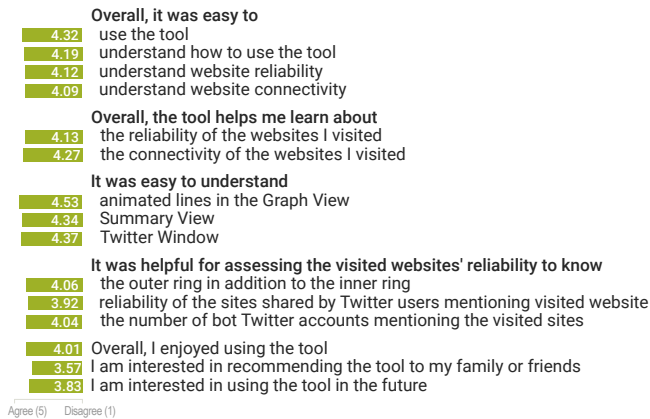 Overall, it was easy to
4.32 use the tool
4.19 understand how to use the tool
4.12 understand website reliability
4.09 understand website connectivity
Overall, the tool helps me learn about
4.13 the reliability of the websites I visited
4.27 the connectivity of the websites I visited
It was easy to understand
4.53 animated lines in the Graph View
4.34 Summary View
4.37 Twitter Window
It was helpful for assessing the visited websites' reliability to know
4.06 the outer ring in addition to the inner ring
3.92 reliability of the sites shared by Twitter users mentioning visited website
4.04 the number of bot Twitter accounts mentioning the visited sites
4.01 Overall, I enjoyed using the tool
3.57 I am interested in recommending the tool to my family or friends
3.83 I am interested in using the tool in the future
Agree (5) Disagree (1)